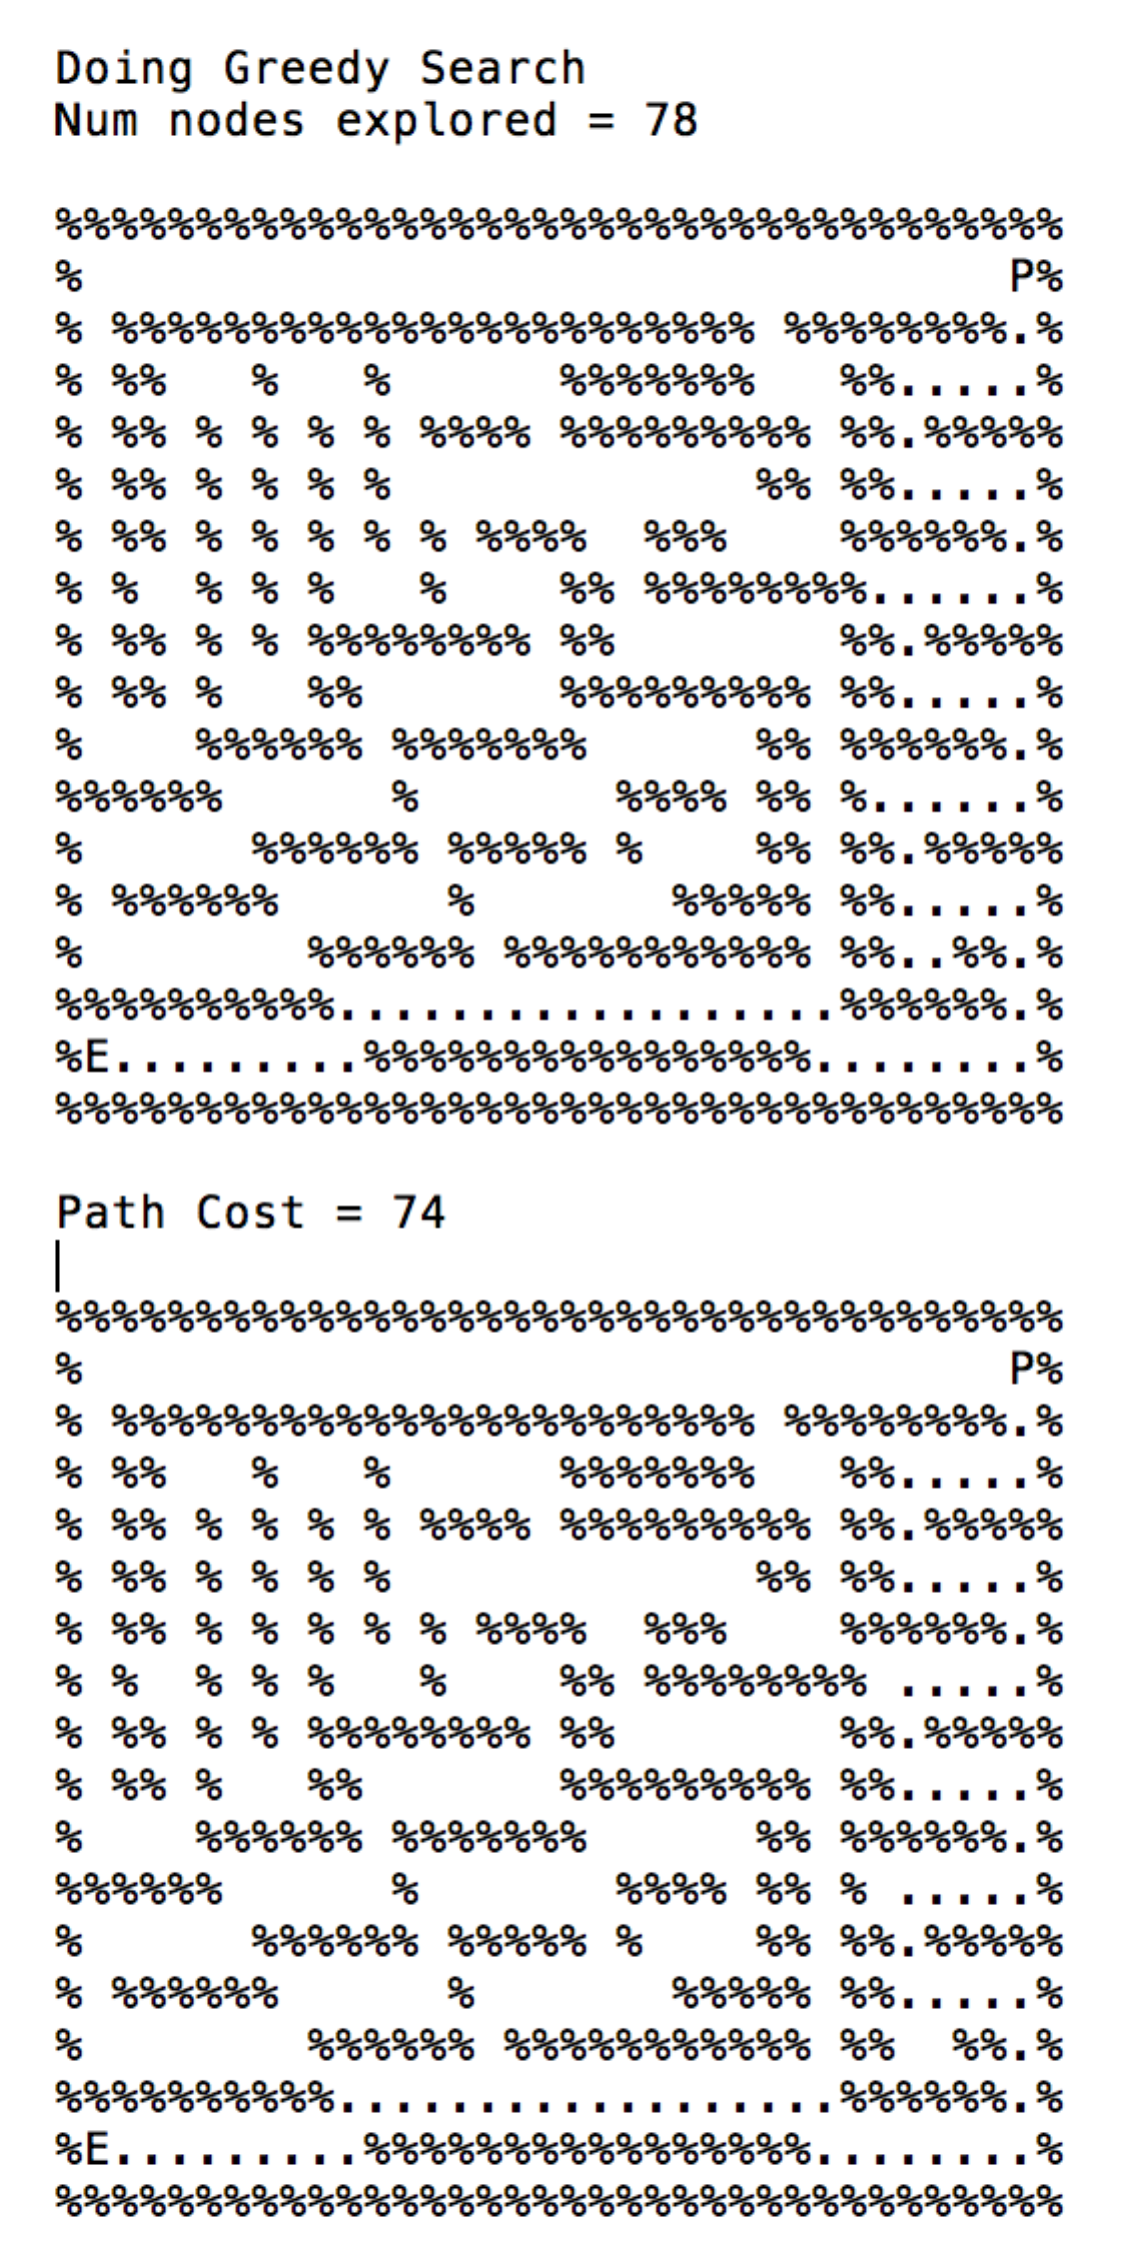 Doing Greedy Search
Num nodes explored = 78
%%%%%%%%%%%%%%%%%%%%%%%%%%%%%%%%%%%%
%                                 P%
% %%%%%%%%%%%%%%%%%%%%%%% %%%%%%%%.%
% %%   %   %      %%%%%%%   %%.....%
% %% % % % % %%%% %%%%%%%%% %%.%%%%%
% %% % % % %             %% %%.....%
% %% % % % % % %%%%  %%%    %%%%%%.%
% %  % % %   %    %% %%%%%%%%......%
% %% % % %%%%%%%% %%        %%.%%%%%
% %% %   %%       %%%%%%%%% %%.....%
%    %%%%%% %%%%%%%      %% %%%%%%.%
%%%%%%      %       %%%% %% %......%
%      %%%%%% %%%%% %    %% %%.%%%%%
% %%%%%%      %       %%%%% %%.....%
%        %%%%%% %%%%%%%%%%% %%..%%.%
%%%%%%%%%%..................%%%%%%.%
%E.........%%%%%%%%%%%%%%%%........%
%%%%%%%%%%%%%%%%%%%%%%%%%%%%%%%%%%%%
Path Cost = 74
%%%%%%%%%%%%%%%%%%%%%%%%%%%%%%%%%%%%
%                                 P%
% %%%%%%%%%%%%%%%%%%%%%%% %%%%%%%%.%
% %%   %   %      %%%%%%%   %%.....%
% %% % % % % %%%% %%%%%%%%% %%.%%%%%
% %% % % % %             %% %%.....%
% %% % % % % % %%%%  %%%    %%%%%%.%
% %  % % %   %    %% %%%%%%%% .....%
% %% % % %%%%%%%% %%        %%.%%%%%
% %% %   %%       %%%%%%%%% %%.....%
%    %%%%%% %%%%%%%      %% %%%%%%.%
%%%%%%      %       %%%% %% % .....%
%      %%%%%% %%%%% %    %% %%.%%%%%
% %%%%%%      %       %%%%% %%.....%
%        %%%%%% %%%%%%%%%%% %%  %%.%
%%%%%%%%%%..................%%%%%%.%
%E.........%%%%%%%%%%%%%%%%........%
%%%%%%%%%%%%%%%%%%%%%%%%%%%%%%%%%%%%